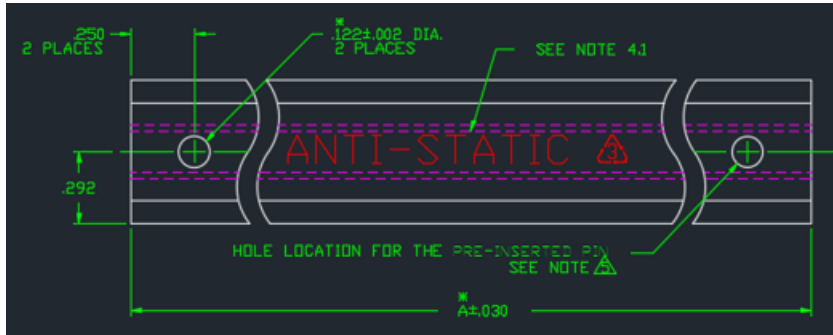 .250
2 PLACES
*
.122±.002 DIA.
2 PLACES
SEE NOTE 4.1
ANTI-STATIC 3
.292
HOLE LOCATION FOR THE PRE-INSERTED PIN
SEE NOTE 5
*
A±.030